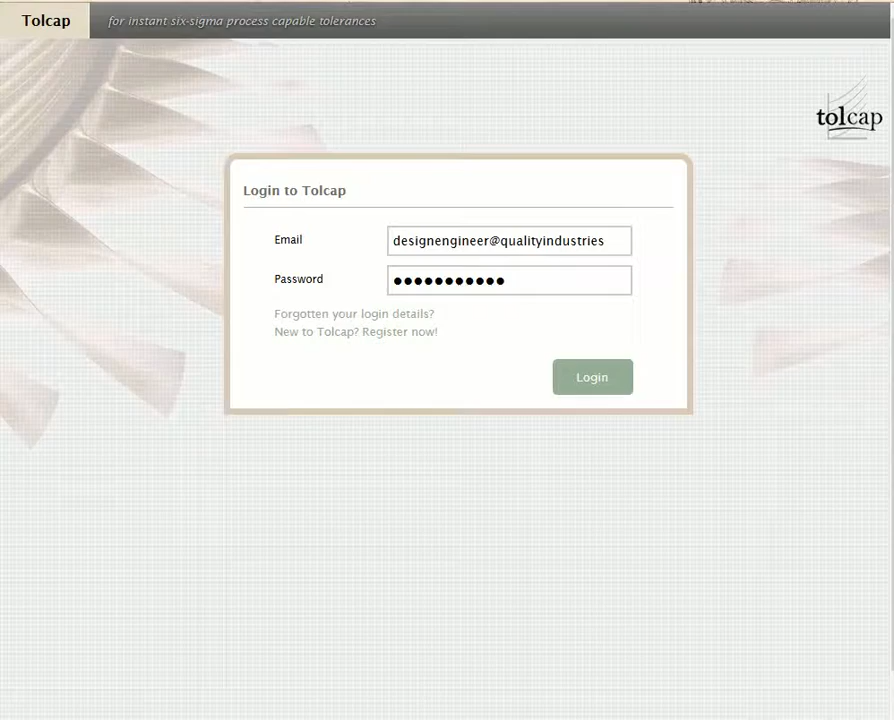 Tolcap
for instant six-sigma process capable tolerances
tolcap
Login to Tolcap
Email
designengineer@qualityindustries
Password
●●●●●●●●●●●
Forgotten your login details?
New to Tolcap? Register now!
Login